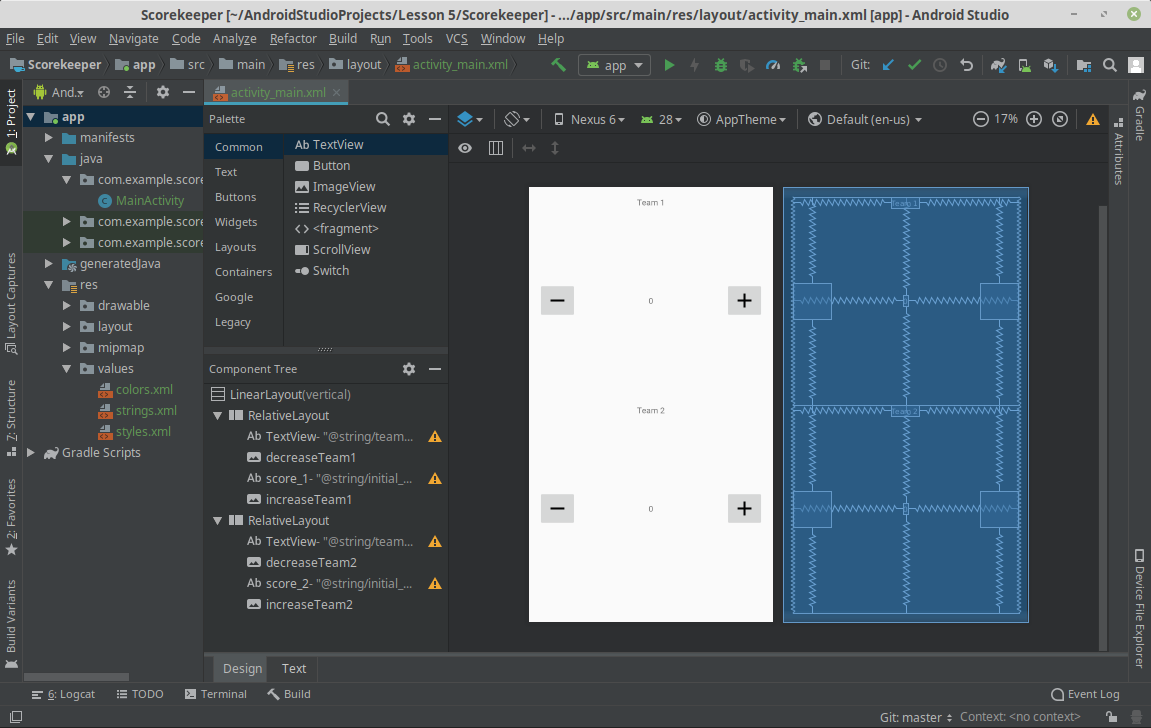 Scorekeeper [~/AndroidStudioProjects/Lesson 5/Scorekeeper] - .../app/src/main/res/layout/activity_main.xml [app] - Android Studio
File Edit View Navigate Code Analyze Refactor Build Run Tools VCS Window Help
Scorekeeper app src main res layout activity_main.xml app Git:
And..
activity_main.xml
1: Project
Layout Captures
7: Structure
2: Favorites
Build Variants
app
manifests
java
com.example.score
MainActivity
com.example.score
com.example.score
generatedJava
res
drawable
layout
mipmap
values
colors.xml
strings.xml
styles.xml
Gradle Scripts
Palette
Common
Text
Buttons
Widgets
Layouts
Containers
Google
Legacy
Ab TextView
Button
ImageView
RecyclerView
<> <fragment>
ScrollView
Switch
Component Tree
LinearLayout(vertical)
RelativeLayout
Ab TextView- "@string/team...
decreaseTeam1
Ab score_1- "@string/initial_...
increaseTeam1
RelativeLayout
Ab TextView- "@string/team...
decreaseTeam2
Ab score_2- "@string/initial_...
increaseTeam2
Nexus 6 28 AppTheme Default (en-us) 17%
Team 1
− 0 +
Team 2
− 0 +
Team 1
Team 2
Gradle
Attributes
Device File Explorer
Design Text
6: Logcat TODO Terminal Build Event Log
Git: master Context: <no context>